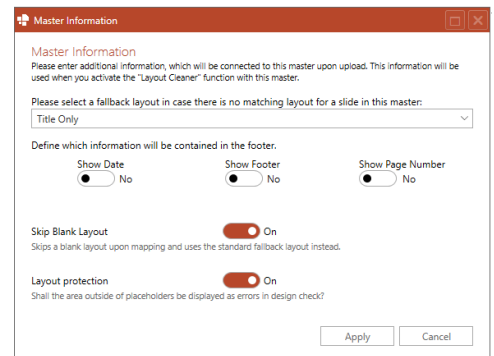 Master Information
Master Information
Please enter additional information, which will be connected to this master upon upload. This information will be
used when you activate the "Layout Cleaner" function with this master.
Please select a fallback layout in case there is no matching layout for a slide in this master:
Title Only
Define which information will be contained in the footer.
Show Date Show Footer Show Page Number
No No No
Skip Blank Layout On
Skips a blank layout upon mapping and uses the standard fallback layout instead.
Layout protection On
Shall the area outside of placeholders be displayed as errors in design check?
Apply Cancel